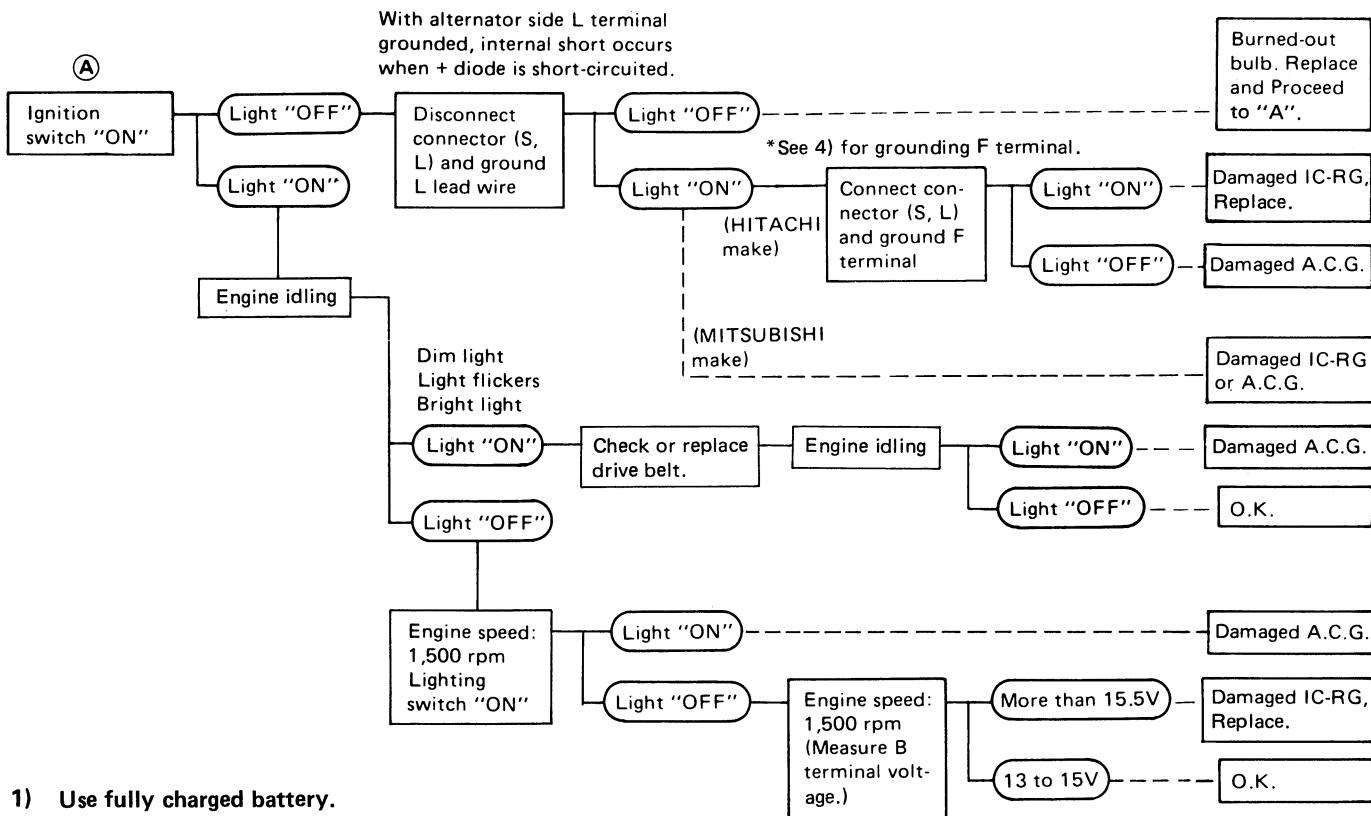 With alternator side L terminal
grounded, internal short occurs
when + diode is short-circuited.
A
Ignition
switch "ON"
Light "OFF"
Light "ON"
Disconnect
connector (S,
L) and ground
L lead wire
Light "OFF"
Burned-out
bulb. Replace
and Proceed
to "A".
*See 4) for grounding F terminal.
Light "ON"
(HITACHI
make)
Connect con-
nector (S, L)
and ground F
terminal
Light "ON"
Damaged IC-RG,
Replace.
Light "OFF"
Damaged A.C.G.
(MITSUBISHI
make)
Damaged IC-RG
or A.C.G.
Engine idling
Dim light
Light flickers
Bright light
Light "ON"
Check or replace
drive belt.
Engine idling
Light "ON"
Damaged A.C.G.
Light "OFF"
O.K.
Light "OFF"
Engine speed:
1,500 rpm
Lighting
switch "ON"
Light "ON"
Damaged A.C.G.
Light "OFF"
Engine speed:
1,500 rpm
(Measure B
terminal volt-
age.)
More than 15.5V
Damaged IC-RG,
Replace.
13 to 15V
O.K.
1) Use fully charged battery.